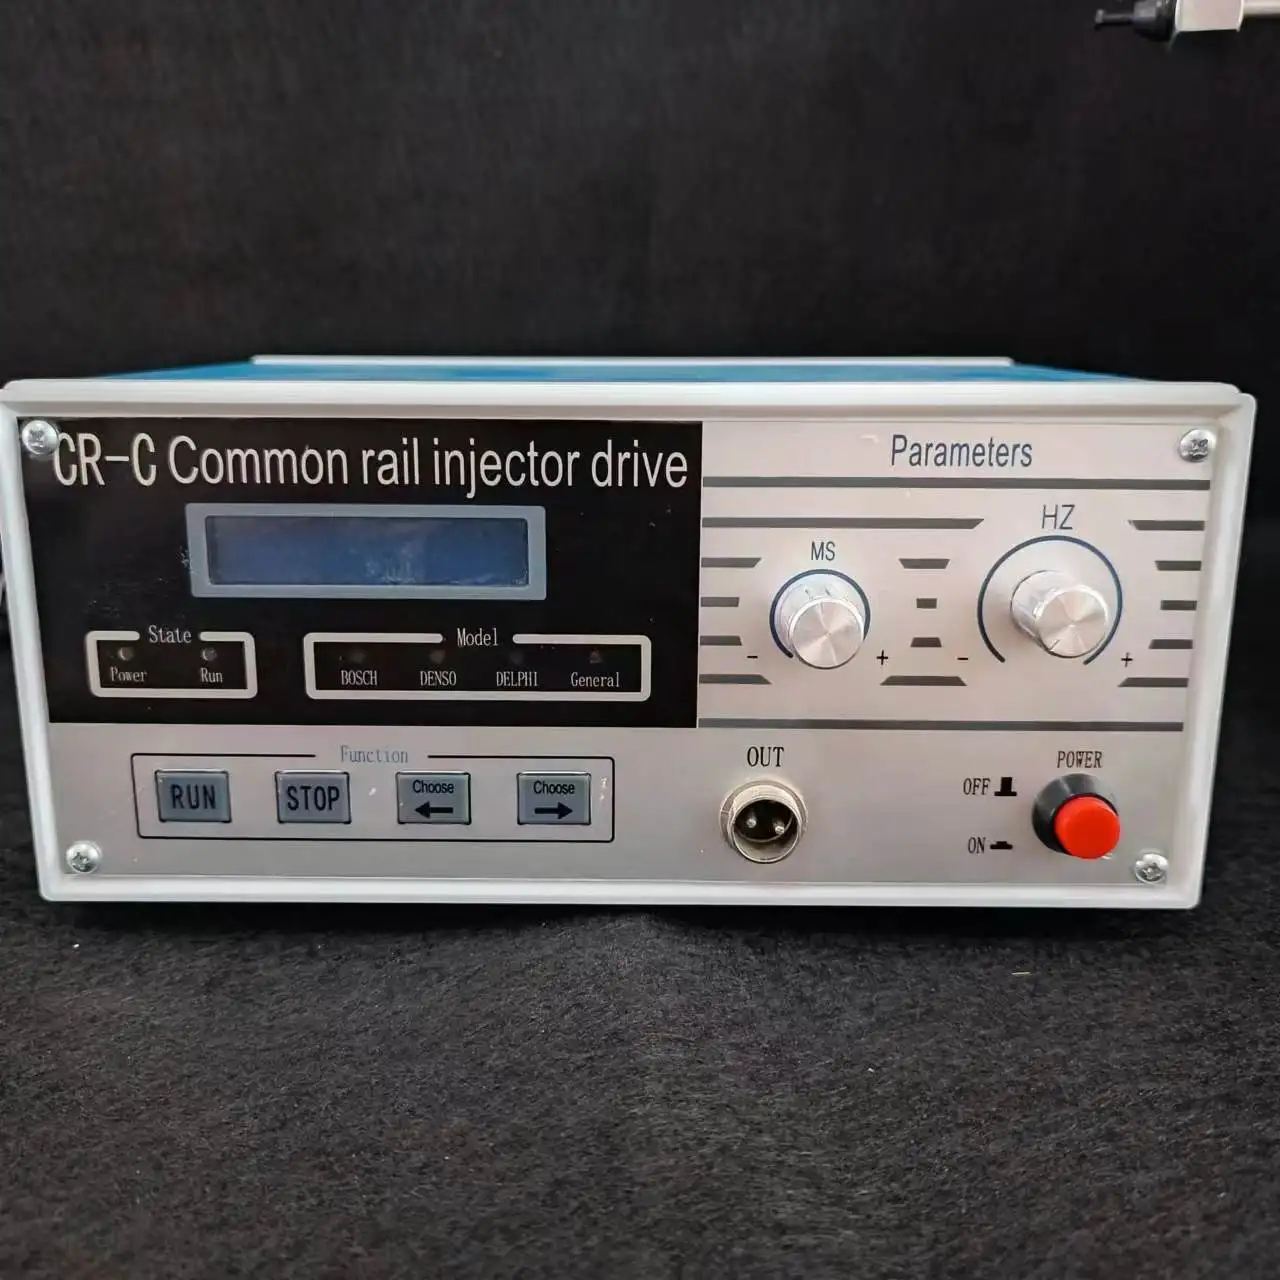 CR-C Common rail injector drive
Parameters
HZ
MS
- +
- +
State
Power Run
Model
BOSCH DENSO DELPHI General
Function
RUN STOP Choose Choose
OUT
POWER
OFF
ON